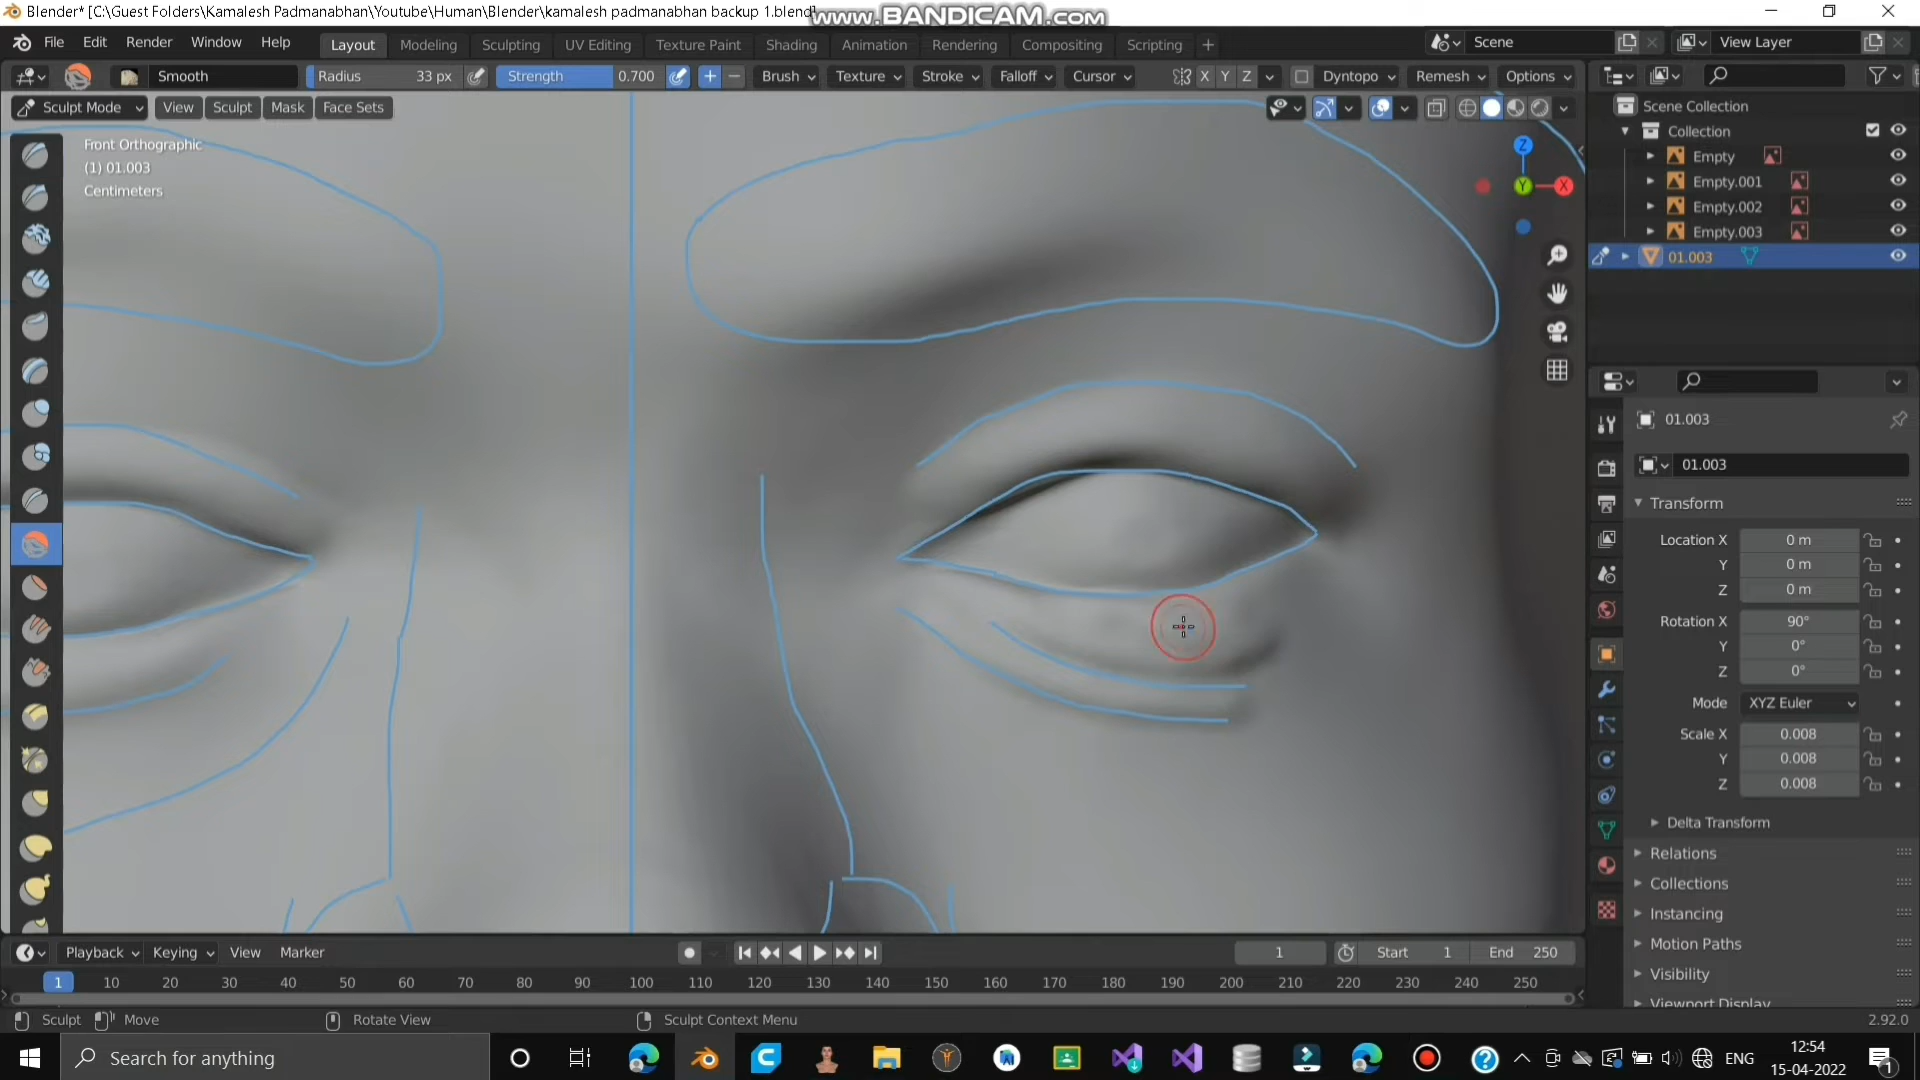 Blender* [C:\Guest Folders\Kamalesh Padmanabhan\Youtube\Human\Blender\kamalesh padmanabhan backup 1.blend]
www.BANDICAM.com
File Edit Render Window Help
Layout Modeling Sculpting UV Editing Texture Paint Shading Animation Rendering Compositing Scripting +
Scene
View Layer
Smooth
Radius 33 px
Strength 0.700
Brush Texture Stroke Falloff Cursor
X Y Z
Dyntopo Remesh Options
Sculpt Mode View Sculpt Mask Face Sets
Front Orthographic
(1) 01.003
Centimeters
Z
Y
X
Scene Collection
Collection
Empty
Empty.001
Empty.002
Empty.003
01.003
01.003
01.003
Transform
Location X 0 m
Y 0 m
Z 0 m
Rotation X 90°
Y 0°
Z 0°
Mode XYZ Euler
Scale X 0.008
Y 0.008
Z 0.008
Delta Transform
Relations
Collections
Instancing
Motion Paths
Visibility
Viewport Display
Playback Keying View Marker
1
Start 1
End 250
1 10 20 30 40 50 60 70 80 90 100 110 120 130 140 150 160 170 180 190 200 210 220 230 240 250
Sculpt Move Rotate View Sculpt Context Menu
2.92.0
Search for anything
ENG
12:54
15-04-2022
1